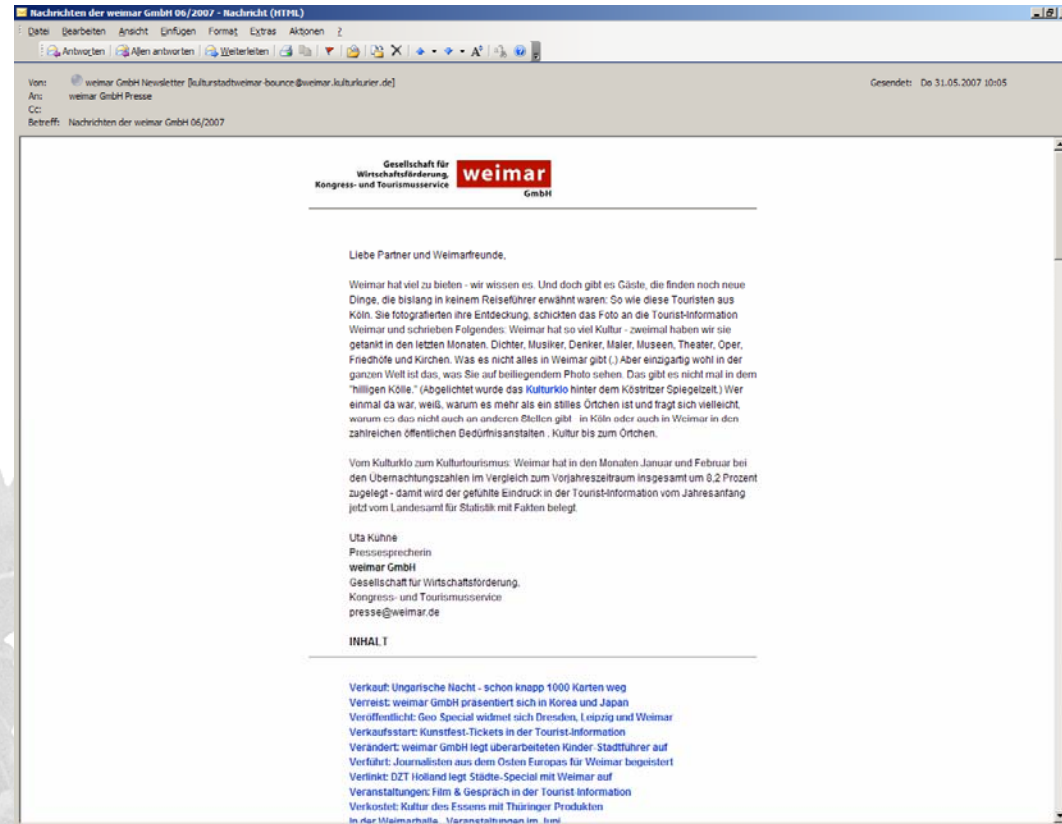 Nachrichten der weimar GmbH 06/2007 - Nachricht (HTML)
Datei Bearbeiten Ansicht Einfügen Format Extras Aktionen ?
Antworten Allen antworten Weiterleiten
Von: weimar GmbH Newsletter [kulturstadtweimar-bounce@weimar.kulturkurier.de] Gesendet: Do 31.05.2007 10:05
An: weimar GmbH Presse
Cc:
Betreff: Nachrichten der weimar GmbH 06/2007
Gesellschaft für
Wirtschaftsförderung,
Kongress- und Tourismusservice
weimar
GmbH
Liebe Partner und Weimarfreunde,
Weimar hat viel zu bieten - wir wissen es. Und doch gibt es Gäste, die finden noch neue
Dinge, die bislang in keinem Reiseführer erwähnt waren: So wie diese Touristen aus
Köln. Sie fotografierten ihre Entdeckung, schickten das Foto an die Tourist-Information
Weimar und schrieben Folgendes: Weimar hat so viel Kultur - zweimal haben wir sie
getankt in den letzten Monaten. Dichter, Musiker, Denker, Maler, Museen, Theater, Oper,
Friedhöfe und Kirchen. Was es nicht alles in Weimar gibt (.) Aber einzigartig wohl in der
ganzen Welt ist das, was Sie auf beiliegendem Photo sehen. Das gibt es nicht mal in dem
"hilligen Kölle." (Abgelichtet wurde das Kulturklo hinter dem Köstritzer Spiegelzelt.) Wer
einmal da war, weiß, warum es mehr als ein stilles Örtchen ist und fragt sich vielleicht,
warum es das nicht auch an anderen Stellen gibt in Köln oder auch in Weimar in den
zahlreichen öffentlichen Bedürfnisanstalten . Kultur bis zum Örtchen.
Vom Kulturklo zum Kulturtourismus: Weimar hat in den Monaten Januar und Februar bei
den Übernachtungszahlen im Vergleich zum Vorjahreszeitraum insgesamt um 8,2 Prozent
zugelegt - damit wird der gefühlte Eindruck in der Tourist-Information vom Jahresanfang
jetzt vom Landesamt für Statistik mit Fakten belegt.
Uta Kühne
Pressesprecherin
weimar GmbH
Gesellschaft für Wirtschaftsförderung,
Kongress- und Tourismusservice
presse@weimar.de
INHALT
Verkauf: Ungarische Nacht - schon knapp 1000 Karten weg
Verreist: weimar GmbH präsentiert sich in Korea und Japan
Veröffentlicht: Geo Special widmet sich Dresden, Leipzig und Weimar
Verkaufsstart: Kunstfest-Tickets in der Tourist-Information
Verändert: weimar GmbH legt überarbeiteten Kinder-Stadtführer auf
Verführt: Journalisten aus dem Osten Europas für Weimar begeistert
Verlinkt: DZT Holland legt Städte-Special mit Weimar auf
Veranstaltungen: Film & Gespräch in der Tourist-Information
Verkostet: Kultur des Essens mit Thüringer Produkten
In der Weimarhalle Veranstaltungen im Juni